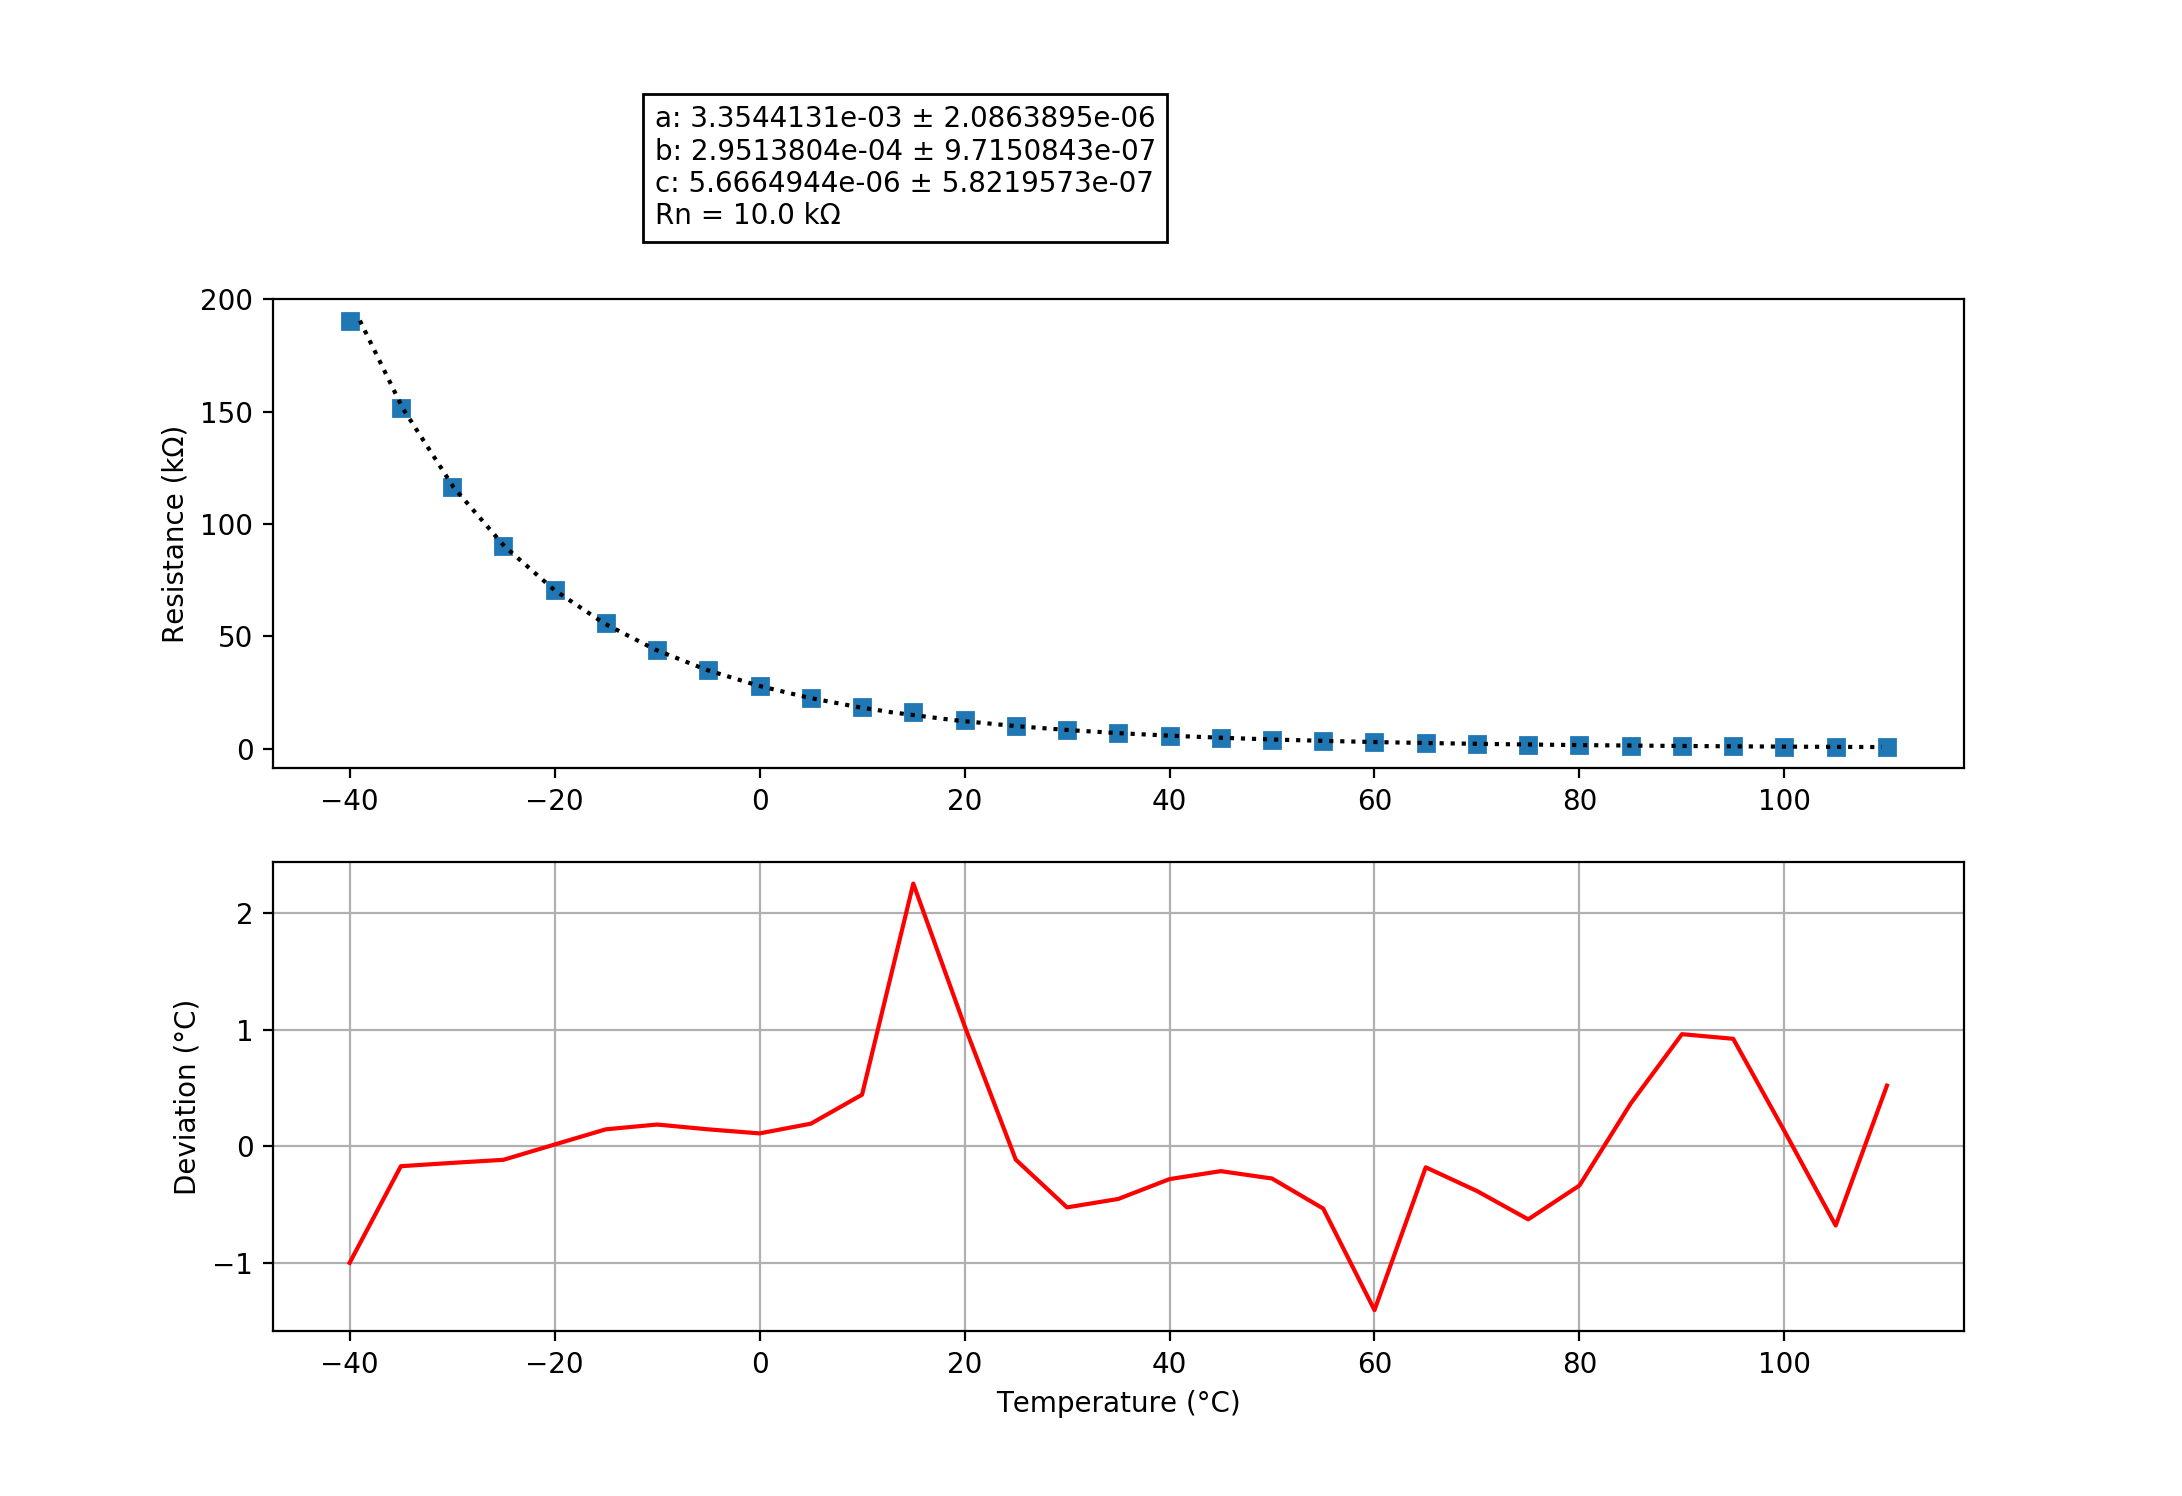 a: 3.3544131e-03 ± 2.0863895e-06
b: 2.9513804e-04 ± 9.7150843e-07
c: 5.6664944e-06 ± 5.8219573e-07
Rn = 10.0 kΩ
Resistance (kΩ)
200
150
100
50
0
−40 −20 0 20 40 60 80 100
Deviation (°C)
2
1
0
−1
−40 −20 0 20 40 60 80 100
Temperature (°C)